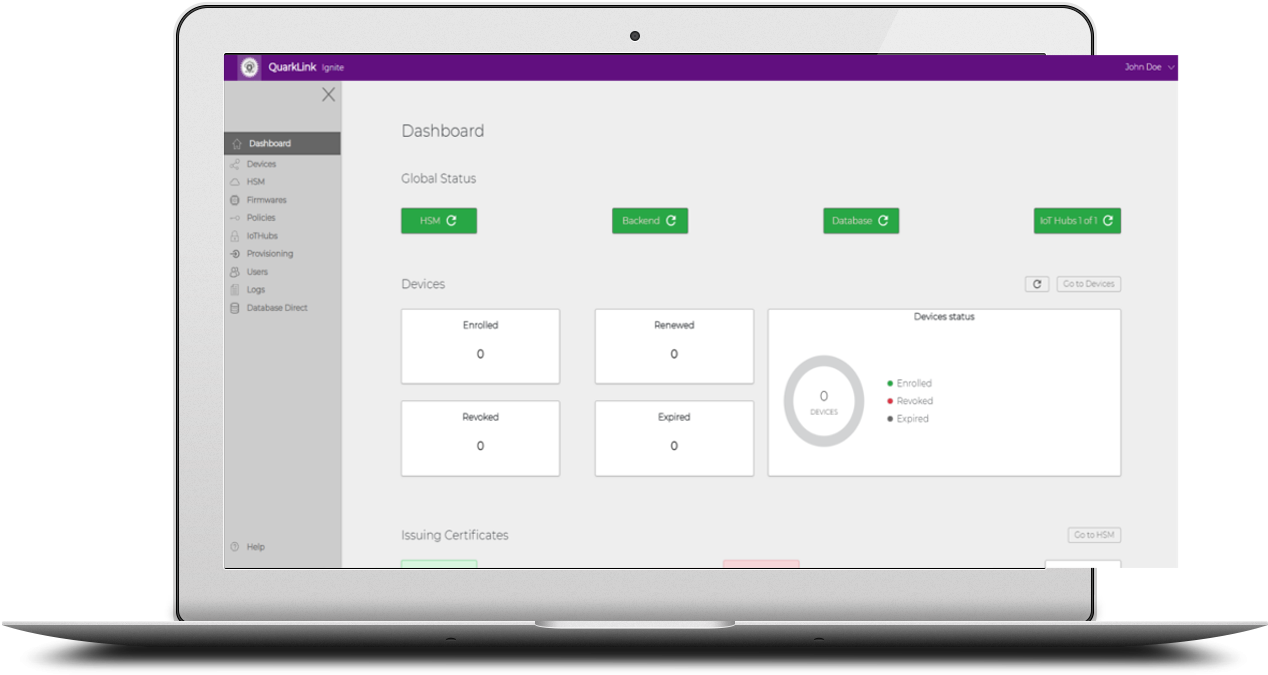 QuarkLink Ignite
John Doe
Dashboard
Devices
HSM
Firmwares
Policies
IoTHubs
Provisioning
Users
Logs
Database Direct
Help
Dashboard
Global Status
HSM
Backend
Database
IoT Hubs 1 of 1
Devices
Go to Devices
Enrolled
0
Renewed
0
Revoked
0
Expired
0
Devices status
0
DEVICES
Enrolled
Revoked
Expired
Issuing Certificates
Go to HSM